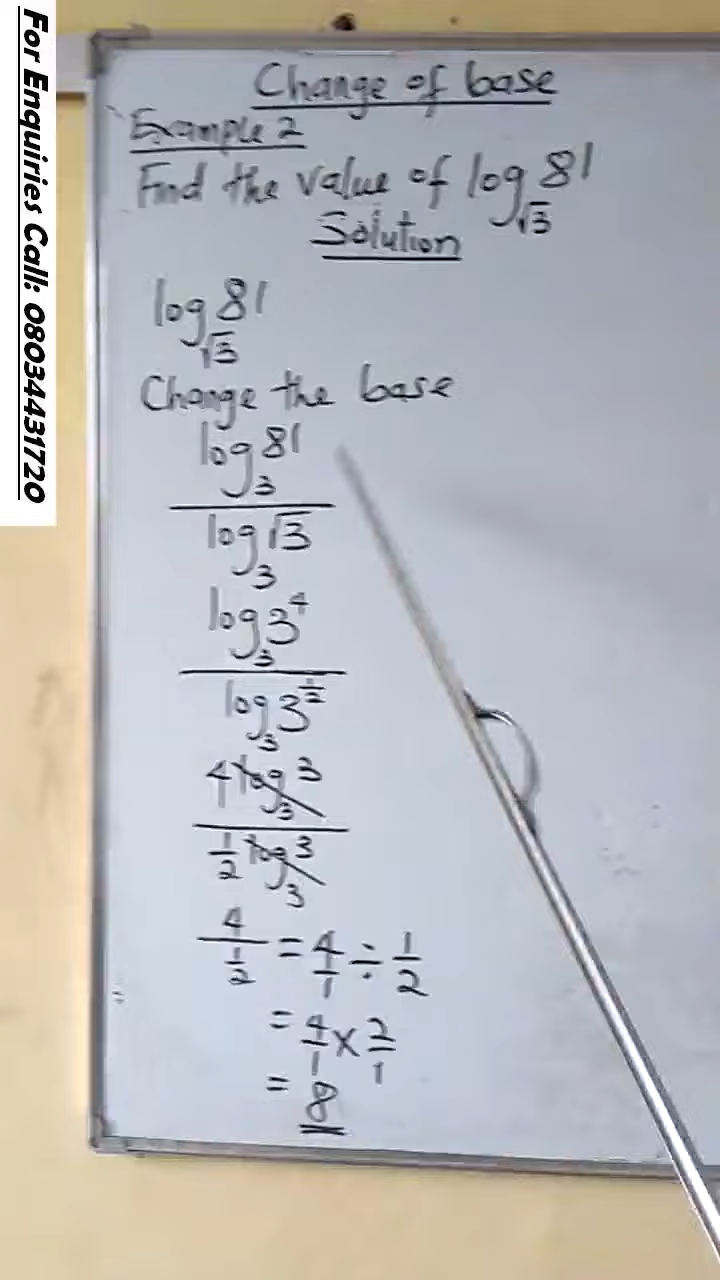 For Enquiries Call: 08034431720
Change of base
Example 2
Find the value of log√3 81
Solution
log√3 81
Change the base
log3 81
log3 √3
log3 3^4
log3 3^1/2
4 log3 3
1/2 log3 3
4/(1/2) = 4/1 ÷ 1/2
= 4/1 × 2/1
= 8